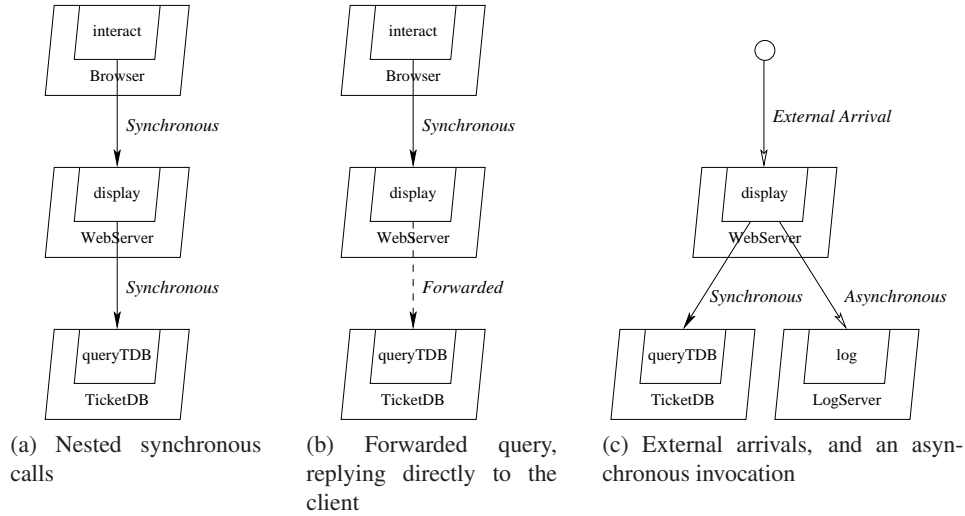 interact
Browser
Synchronous
display
WebServer
Synchronous
queryTDB
TicketDB
(a) Nested synchronous
calls
interact
Browser
Synchronous
display
WebServer
Forwarded
queryTDB
TicketDB
(b) Forwarded query,
replying directly to the
client
External Arrival
display
WebServer
Synchronous
Asynchronous
queryTDB
TicketDB
log
LogServer
(c) External arrivals, and an asyn-
chronous invocation